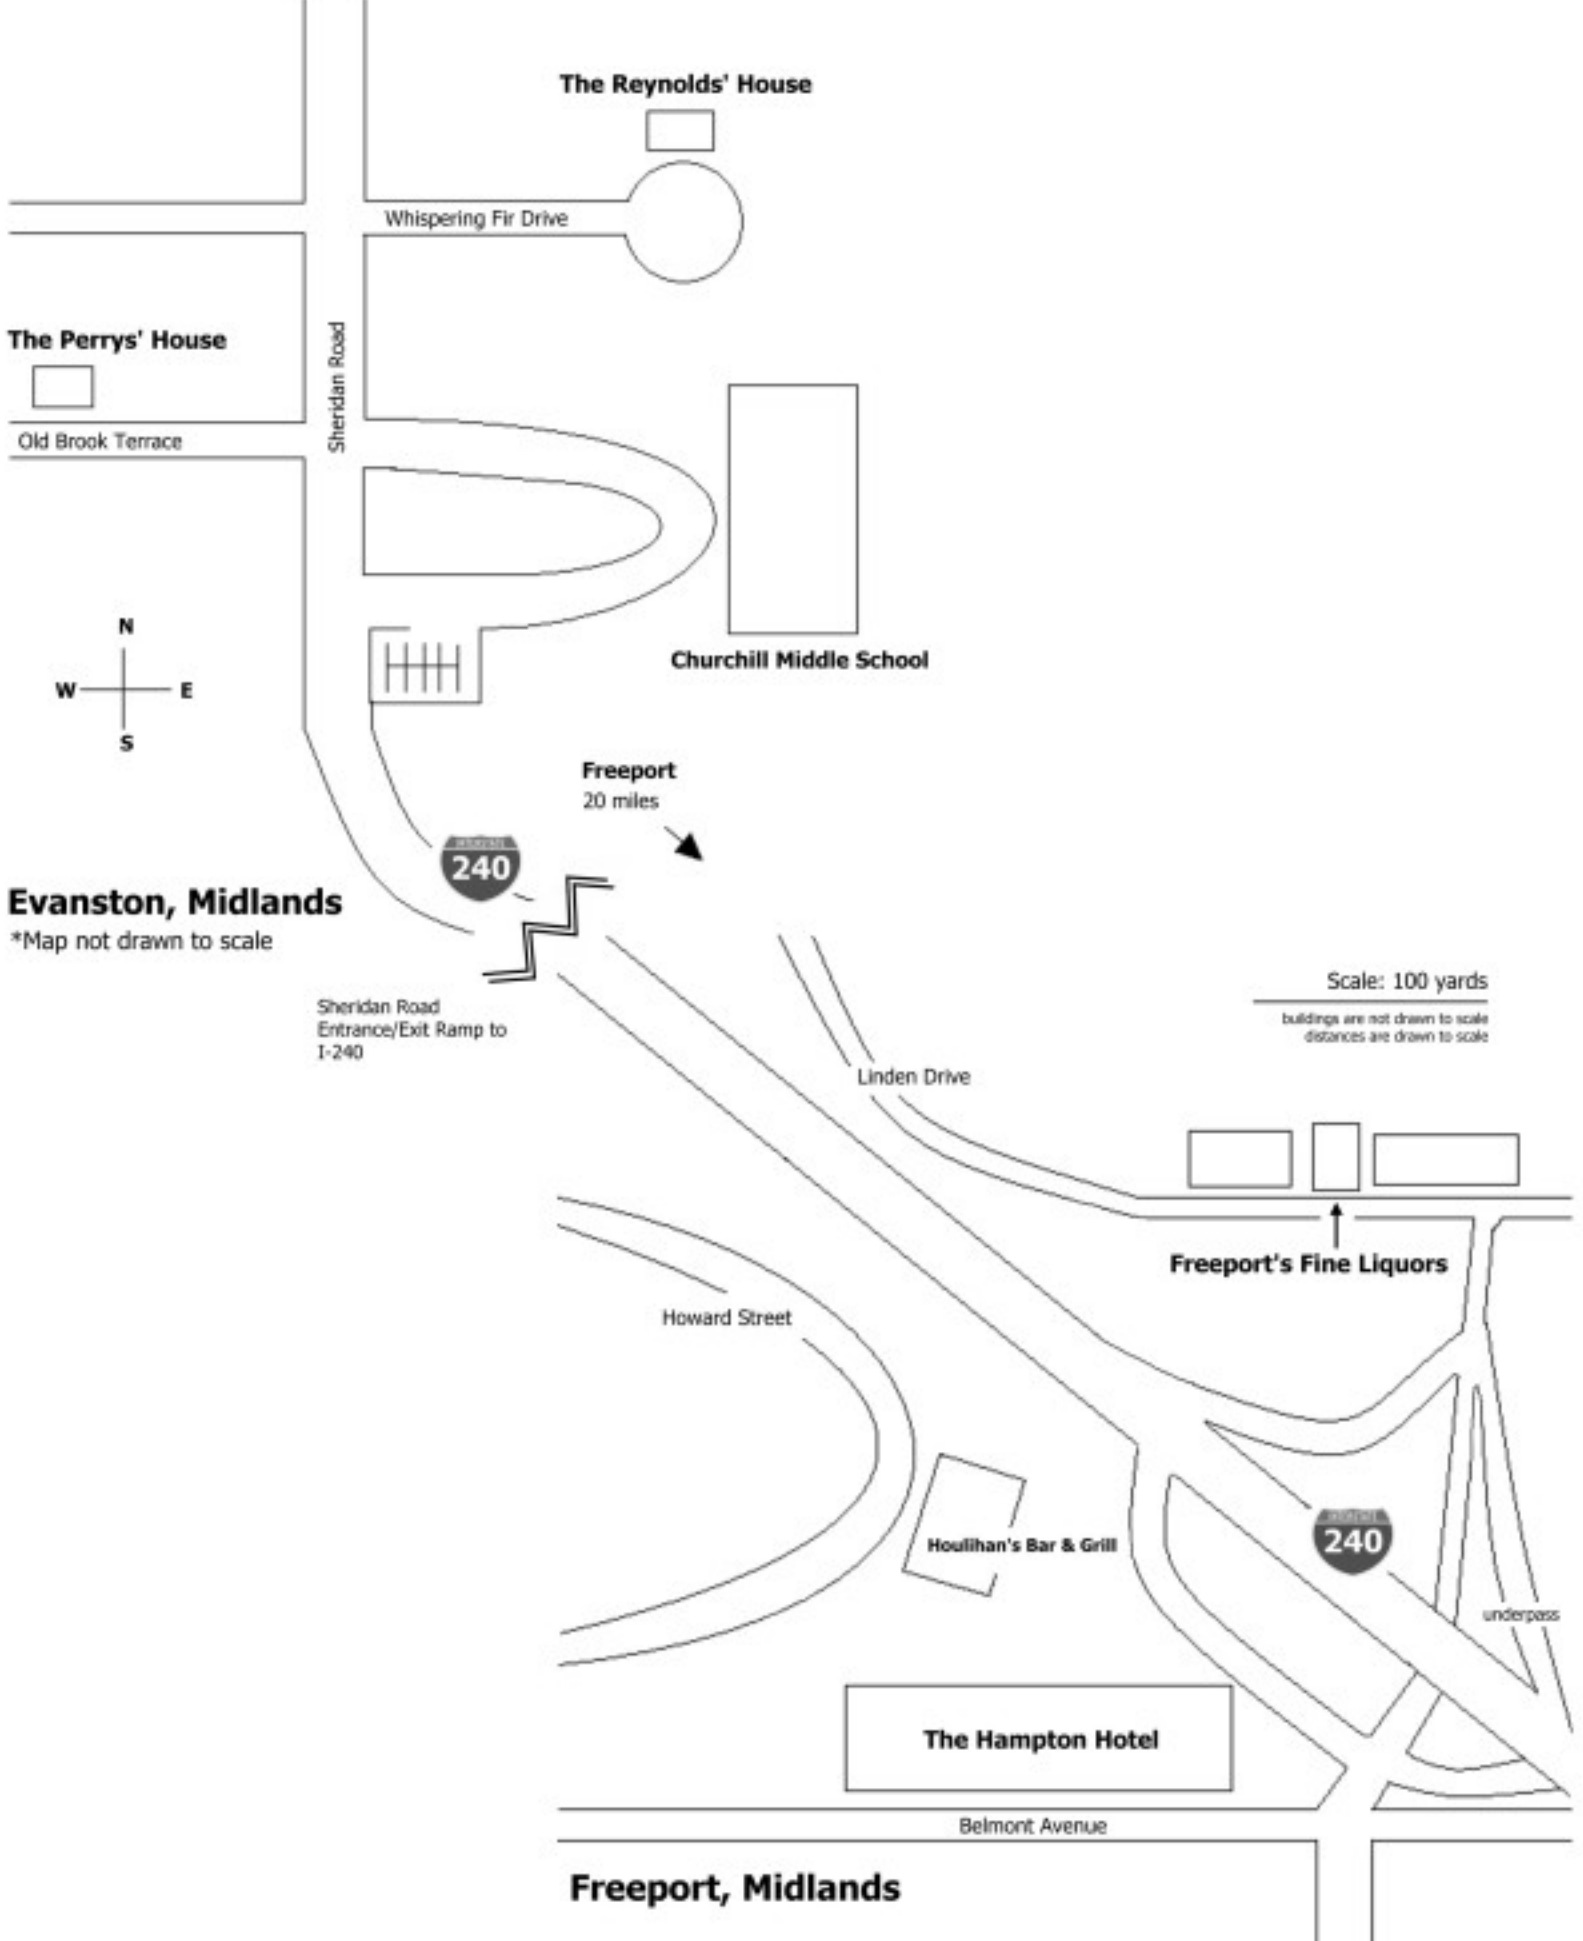 The Reynolds' House
Whispering Fir Drive
Sheridan Road
The Perrys' House
Old Brook Terrace
N
W E
S
Churchill Middle School
Freeport
20 miles
240
Evanston, Midlands
*Map not drawn to scale
Sheridan Road
Entrance/Exit Ramp to
I-240
Scale: 100 yards
buildings are not drawn to scale
distances are drawn to scale
Linden Drive
Freeport's Fine Liquors
Howard Street
Houlihan's Bar & Grill
240
underpass
The Hampton Hotel
Belmont Avenue
Freeport, Midlands